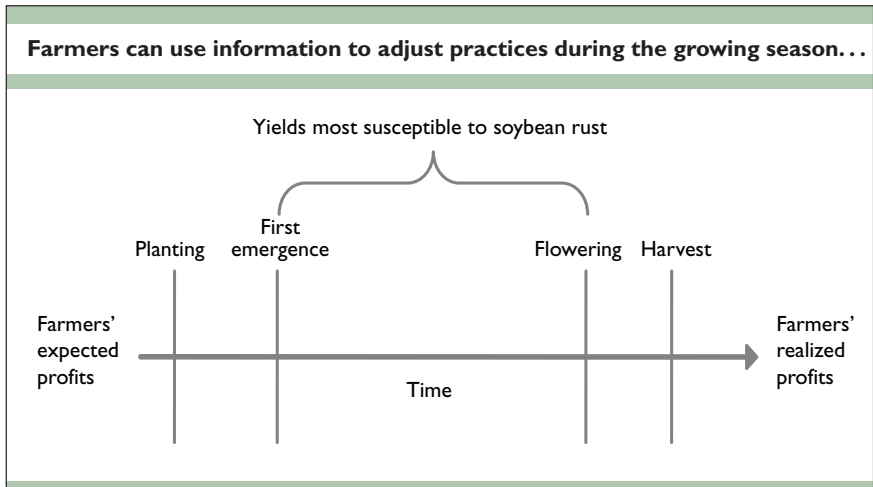 Farmers can use information to adjust practices during the growing season...
Yields most susceptible to soybean rust
Planting
First
emergence
Flowering
Harvest
Farmers’
expected
profits
Time
Farmers’
realized
profits